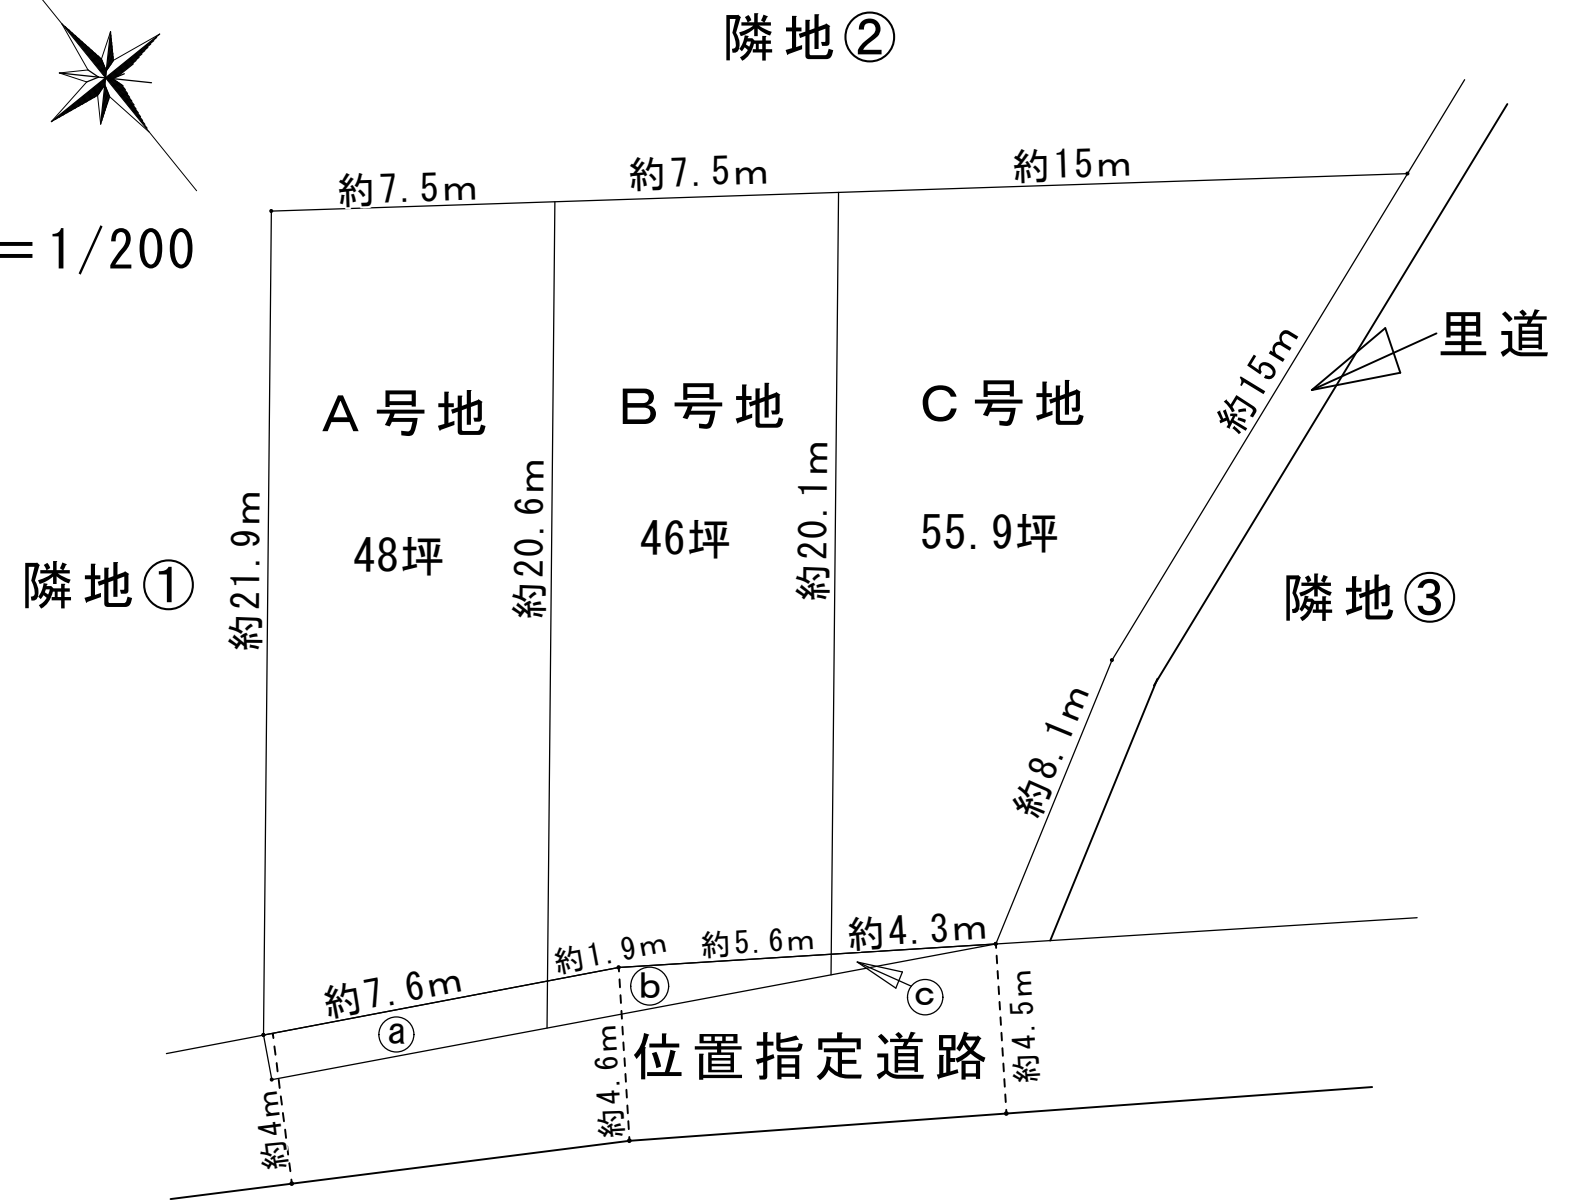 隣地②
約7.5m
約7.5m
約15m
=1/200
里道
約15m
A号地
B号地
C号地
48坪
46坪
55.9坪
約21.9m
約20.6m
約20.1m
隣地①
隣地③
約8.1m
約7.6m
約1.9m
約5.6m
約4.3m
ⓐ
ⓑ
ⓒ
位置指定道路
約4m
約4.6m
約4.5m